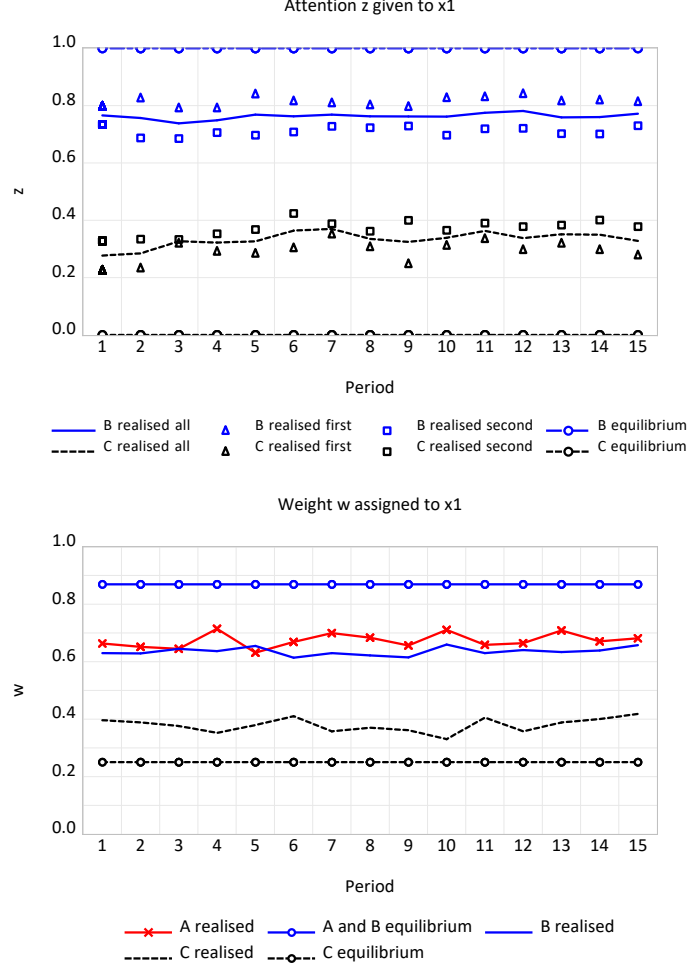 Attention z given to x1
1.0
0.8
0.6
0.4
0.2
0.0
z
1 2 3 4 5 6 7 8 9 10 11 12 13 14 15
Period
B realised all B realised first B realised second B equilibrium
C realised all C realised first C realised second C equilibrium
Weight w assigned to x1
1.0
0.8
0.6
0.4
0.2
0.0
w
1 2 3 4 5 6 7 8 9 10 11 12 13 14 15
Period
A realised A and B equilibrium B realised
C realised C equilibrium